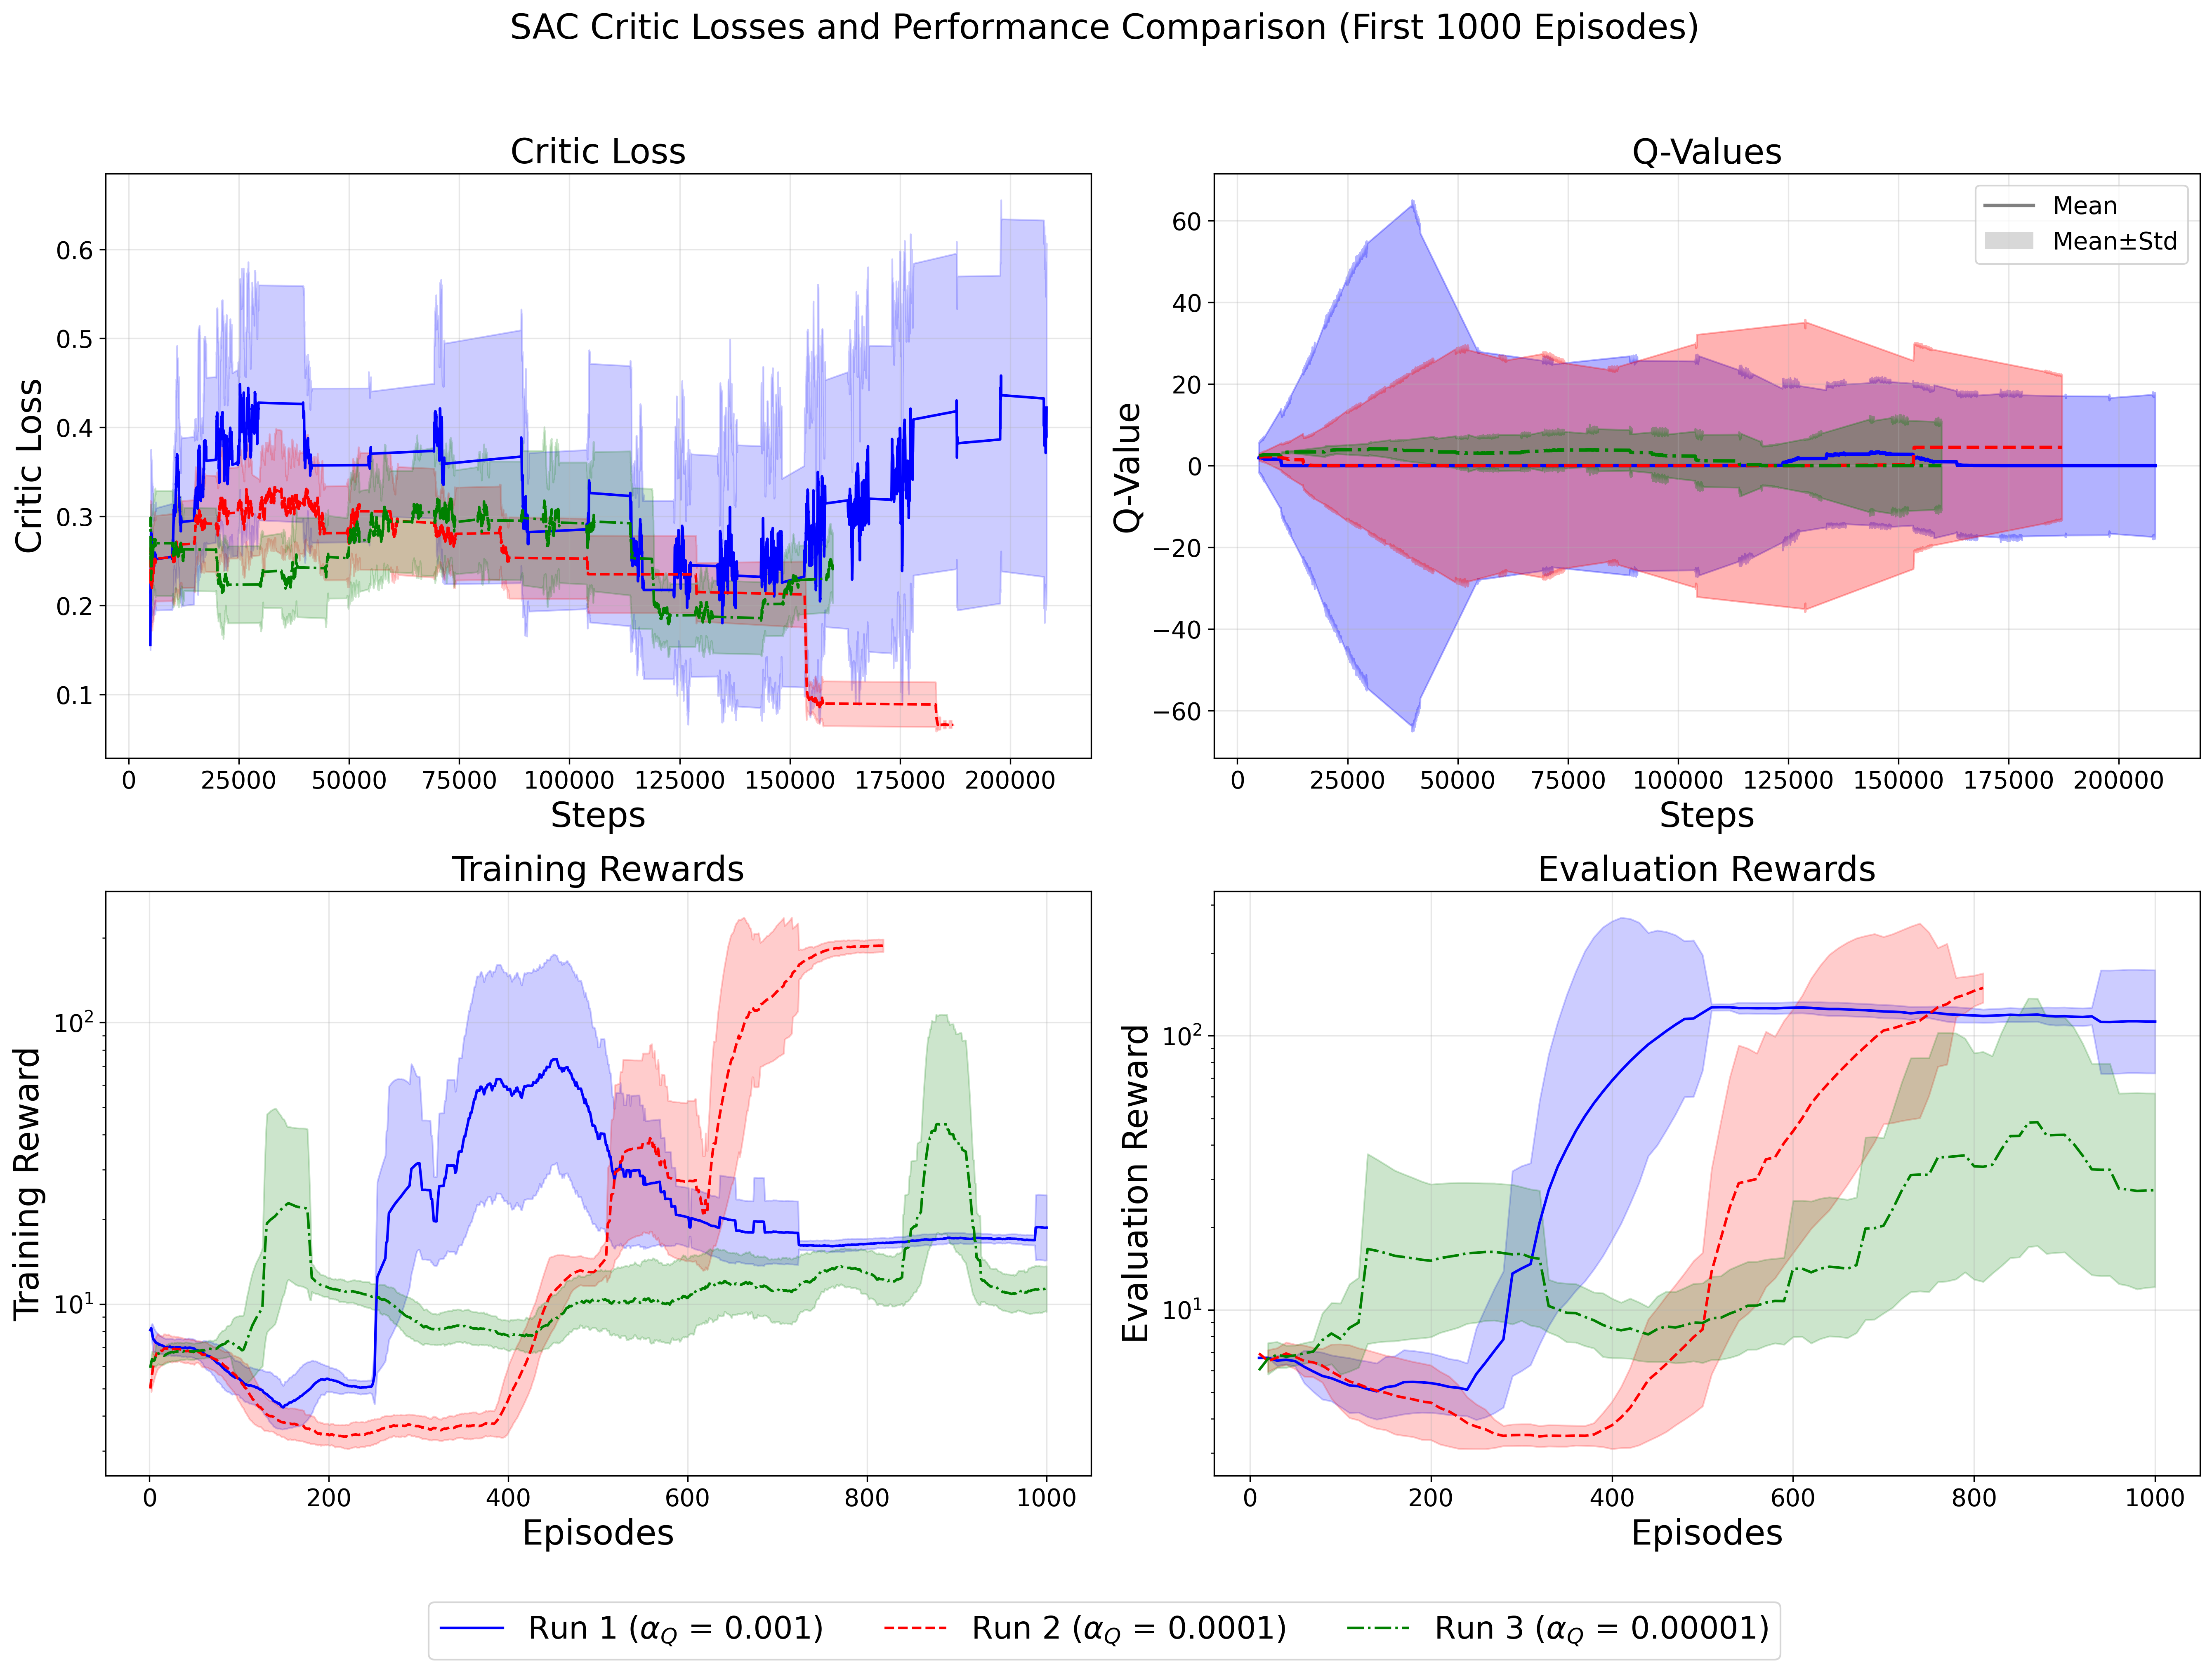 SAC Critic Losses and Performance Comparison (First 1000 Episodes)
Critic Loss
Critic Loss
0.6
0.5
0.4
0.3
0.2
0.1
0 25000 50000 75000 100000 125000 150000 175000 200000
Steps
Q-Values
Mean
Mean±Std
Q-Value
60
40
20
0
−20
−40
−60
0 25000 50000 75000 100000 125000 150000 175000 200000
Steps
Training Rewards
Training Reward
10²
10¹
0 200 400 600 800 1000
Episodes
Evaluation Rewards
Evaluation Reward
10²
10¹
0 200 400 600 800 1000
Episodes
Run 1 (α_Q = 0.001) Run 2 (α_Q = 0.0001) Run 3 (α_Q = 0.00001)